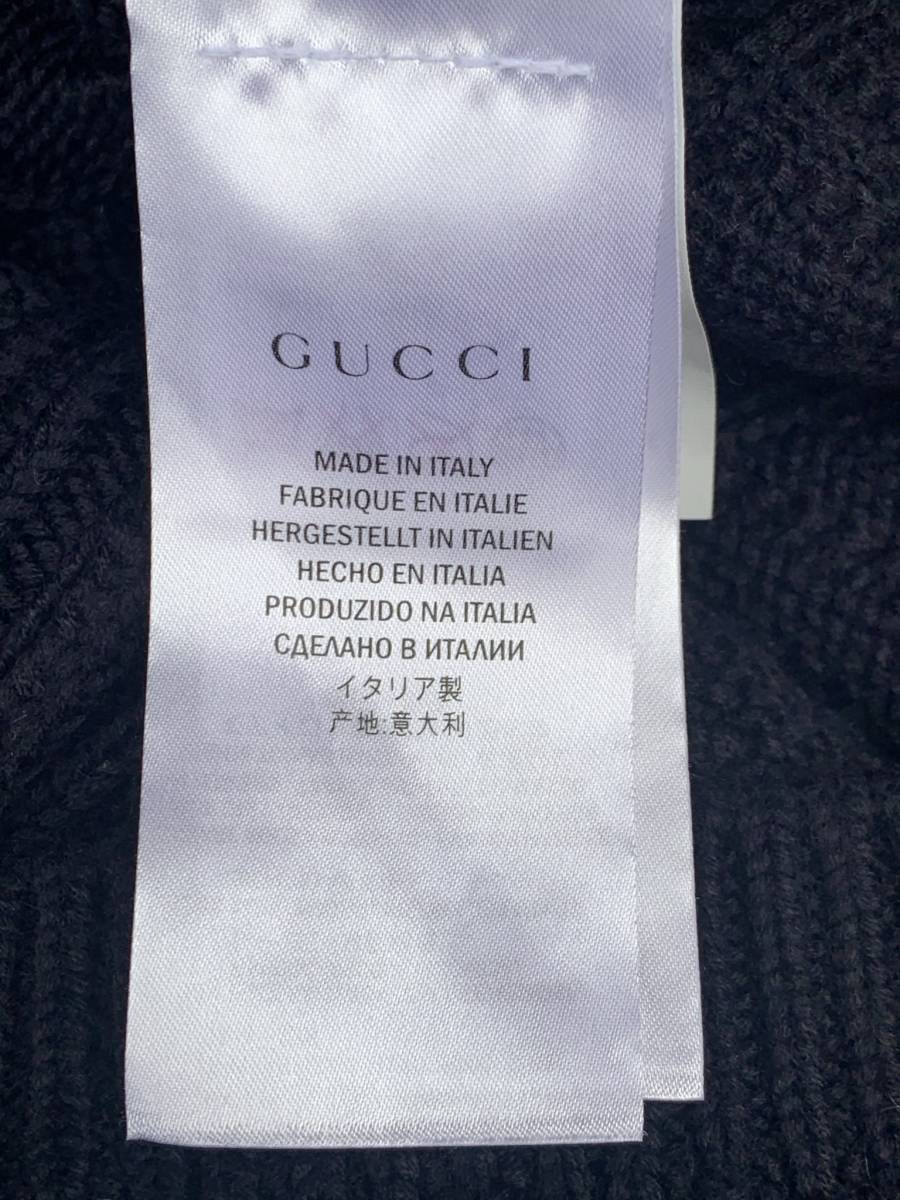 GUCCI
MADE IN ITALY
FABRIQUE EN ITALIE
HERGESTELLT IN ITALIEN
HECHO EN ITALIA
PRODUZIDO NA ITALIA
СДЕЛАНО В ИТАЛИИ
イタリア製
产地:意大利